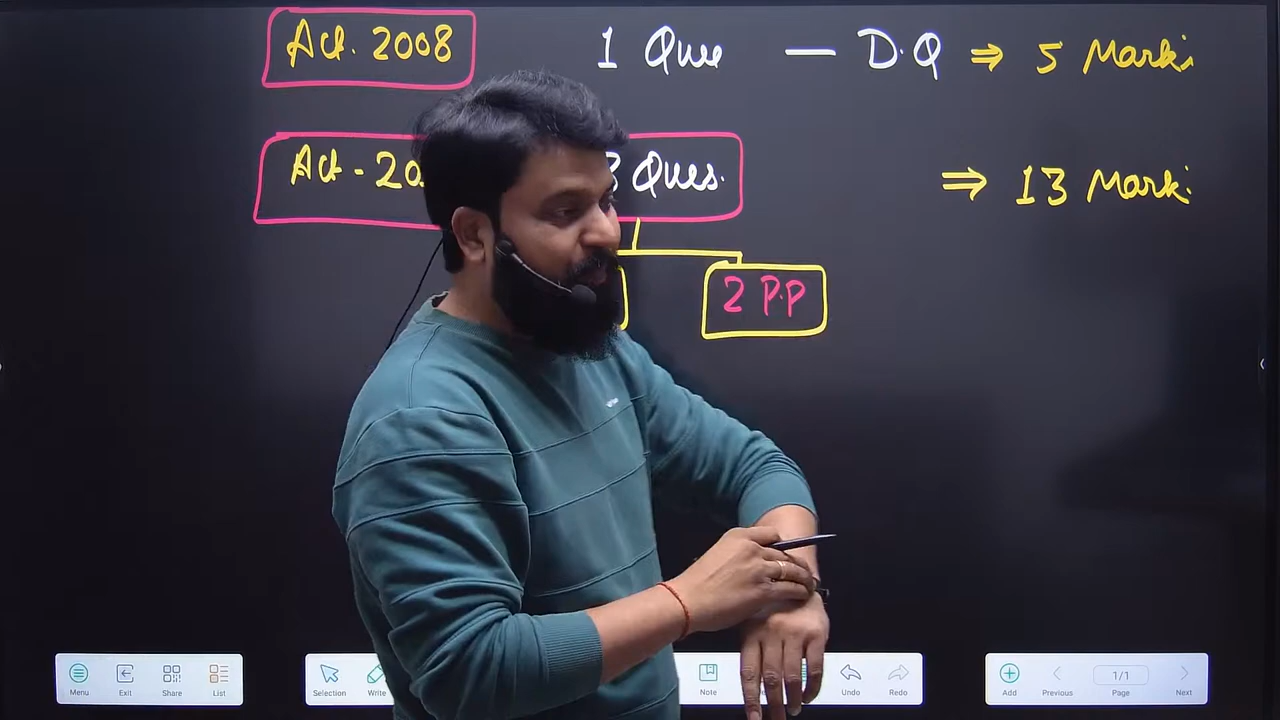 Act. 2008 1 Que — D.Q ⇒ 5 Marks
Act - 20 3 Ques. ⇒ 13 Marks
2 P.P
Menu Exit Share List Selection Write Note Undo Redo Add Previous 1/1 Page Next